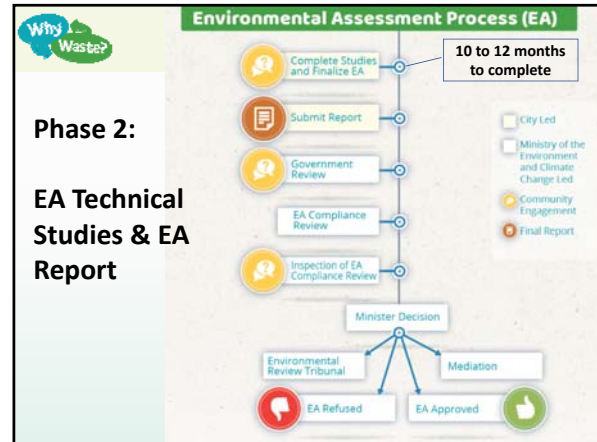 Why
Waste?
Environmental Assessment Process (EA)
Phase 2:
EA Technical
Studies & EA
Report
Complete Studies
and Finalize EA
10 to 12 months
to complete
Submit Report
Government
Review
EA Compliance
Review
Inspection of EA
Compliance Review
Minister Decision
Environmental
Review Tribunal
Mediation
EA Refused
EA Approved
City Led
Ministry of the
Environment
and Climate
Change Led
Community
Engagement
Final Report